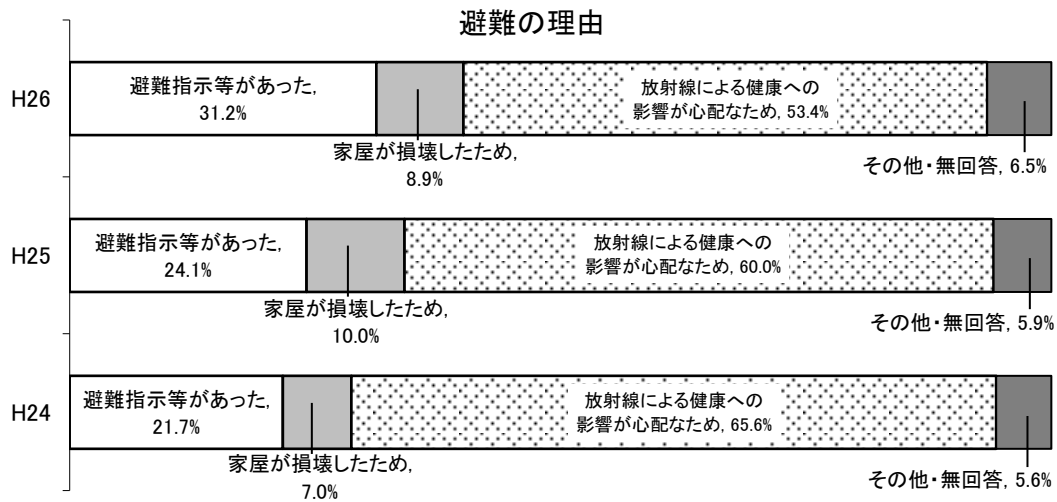 避難の理由
H26
避難指示等があった,
31.2%
家屋が損壊したため,
8.9%
放射線による健康への
影響が心配なため, 53.4%
その他・無回答, 6.5%
H25
避難指示等があった,
24.1%
家屋が損壊したため,
10.0%
放射線による健康への
影響が心配なため, 60.0%
その他・無回答, 5.9%
H24
避難指示等があった,
21.7%
家屋が損壊したため,
7.0%
放射線による健康への
影響が心配なため, 65.6%
その他・無回答, 5.6%